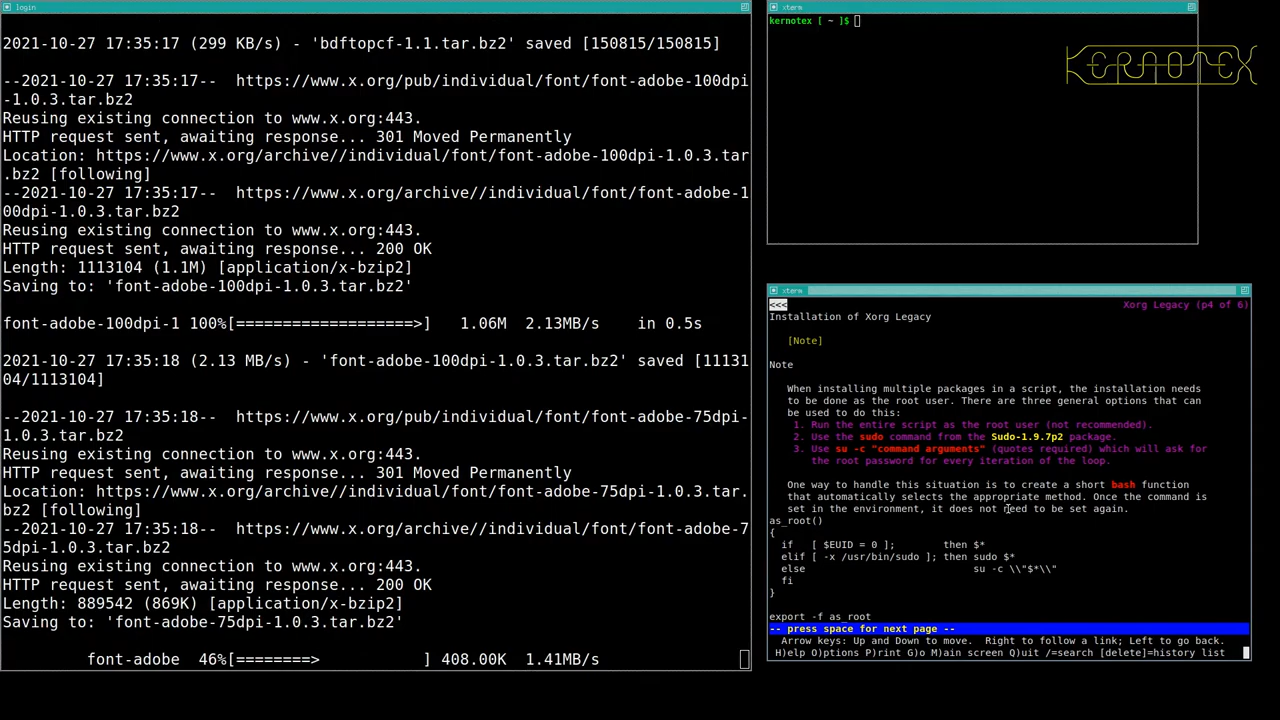 login
2021-10-27 17:35:17 (299 KB/s) - 'bdftopcf-1.1.tar.bz2' saved [150815/150815]
--2021-10-27 17:35:17--  https://www.x.org/pub/individual/font/font-adobe-100dpi
-1.0.3.tar.bz2
Reusing existing connection to www.x.org:443.
HTTP request sent, awaiting response... 301 Moved Permanently
Location: https://www.x.org/archive//individual/font/font-adobe-100dpi-1.0.3.tar
.bz2 [following]
--2021-10-27 17:35:17--  https://www.x.org/archive//individual/font/font-adobe-1
00dpi-1.0.3.tar.bz2
Reusing existing connection to www.x.org:443.
HTTP request sent, awaiting response... 200 OK
Length: 1113104 (1.1M) [application/x-bzip2]
Saving to: 'font-adobe-100dpi-1.0.3.tar.bz2'
font-adobe-100dpi-1 100%[===================>]   1.06M  2.13MB/s    in 0.5s
2021-10-27 17:35:18 (2.13 MB/s) - 'font-adobe-100dpi-1.0.3.tar.bz2' saved [11131
04/1113104]
--2021-10-27 17:35:18--  https://www.x.org/pub/individual/font/font-adobe-75dpi-
1.0.3.tar.bz2
Reusing existing connection to www.x.org:443.
HTTP request sent, awaiting response... 301 Moved Permanently
Location: https://www.x.org/archive//individual/font/font-adobe-75dpi-1.0.3.tar.
bz2 [following]
--2021-10-27 17:35:18--  https://www.x.org/archive//individual/font/font-adobe-7
5dpi-1.0.3.tar.bz2
Reusing existing connection to www.x.org:443.
HTTP request sent, awaiting response... 200 OK
Length: 889542 (869K) [application/x-bzip2]
Saving to: 'font-adobe-75dpi-1.0.3.tar.bz2'
font-adobe  46%[========>           ] 408.00K  1.41MB/s
xterm
kernotex [ ~ ]$
KERNOTEX
xterm
<<< Xorg Legacy (p4 of 6)
Installation of Xorg Legacy
[Note]
Note
When installing multiple packages in a script, the installation needs
to be done as the root user. There are three general options that can
be used to do this:
1. Run the entire script as the root user (not recommended).
2. Use the sudo command from the Sudo-1.9.7p2 package.
3. Use su -c "command arguments" (quotes required) which will ask for
the root password for every iteration of the loop.
One way to handle this situation is to create a short bash function
that automatically selects the appropriate method. Once the command is
set in the environment, it does not need to be set again.
as_root()
{
if   [ $EUID = 0 ];        then $*
elif [ -x /usr/bin/sudo ]; then sudo $*
else                            su -c \\"$*\\"
fi
}
export -f as_root
-- press space for next page --
Arrow keys: Up and Down to move.  Right to follow a link; Left to go back.
H)elp O)ptions P)rint G)o M)ain screen Q)uit /=search [delete]=history list